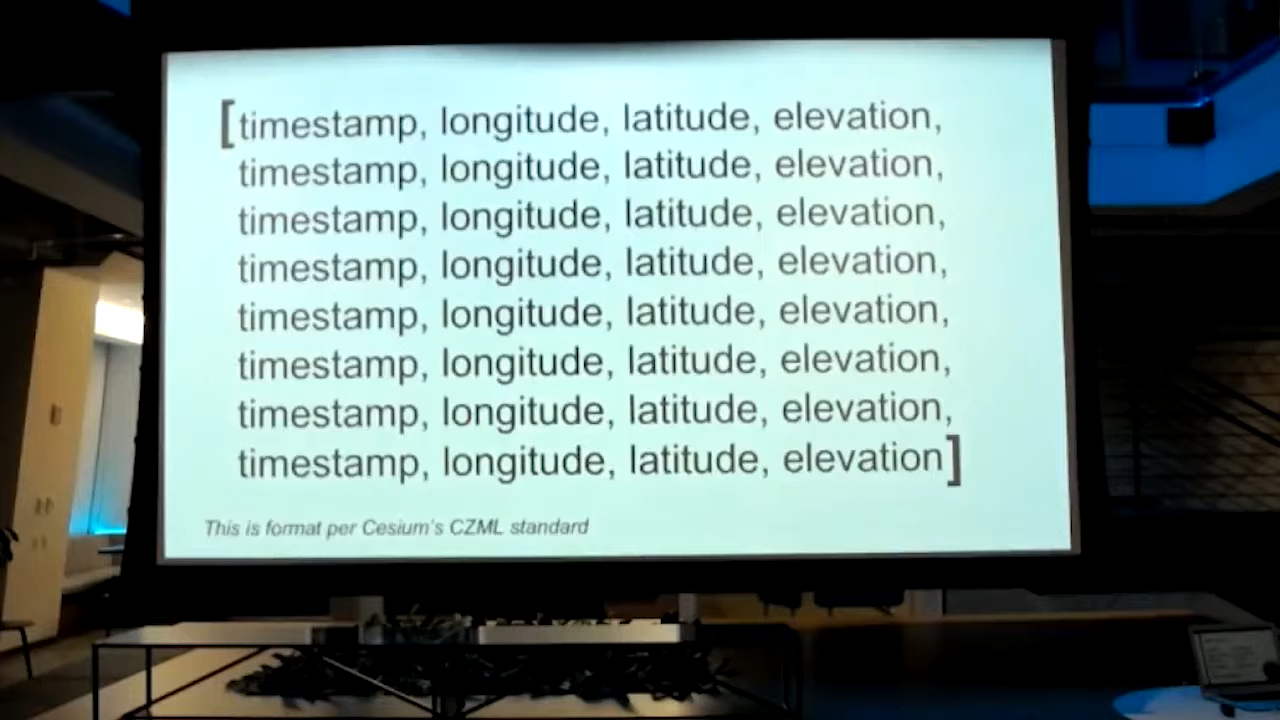 [timestamp, longitude, latitude, elevation,
timestamp, longitude, latitude, elevation,
timestamp, longitude, latitude, elevation,
timestamp, longitude, latitude, elevation,
timestamp, longitude, latitude, elevation,
timestamp, longitude, latitude, elevation,
timestamp, longitude, latitude, elevation,
timestamp, longitude, latitude, elevation]
This is format per Cesium's CZML standard